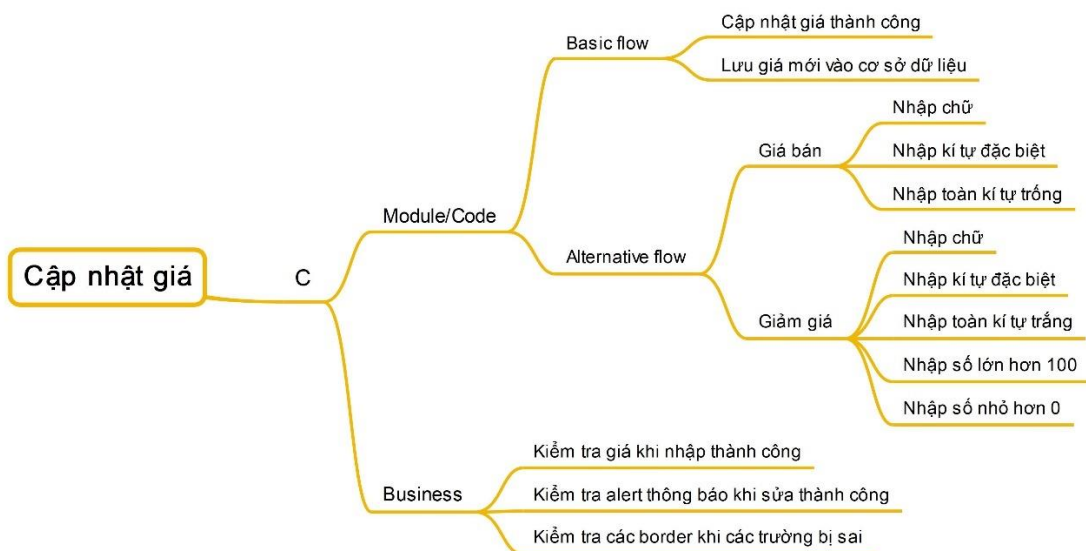 Cập nhật giá
C
Module/Code
Basic flow
Cập nhật giá thành công
Lưu giá mới vào cơ sở dữ liệu
Alternative flow
Giá bán
Nhập chữ
Nhập kí tự đặc biệt
Nhập toàn kí tự trống
Giảm giá
Nhập chữ
Nhập kí tự đặc biệt
Nhập toàn kí tự trắng
Nhập số lớn hơn 100
Nhập số nhỏ hơn 0
Business
Kiểm tra giá khi nhập thành công
Kiểm tra alert thông báo khi sửa thành công
Kiểm tra các border khi các trường bị sai